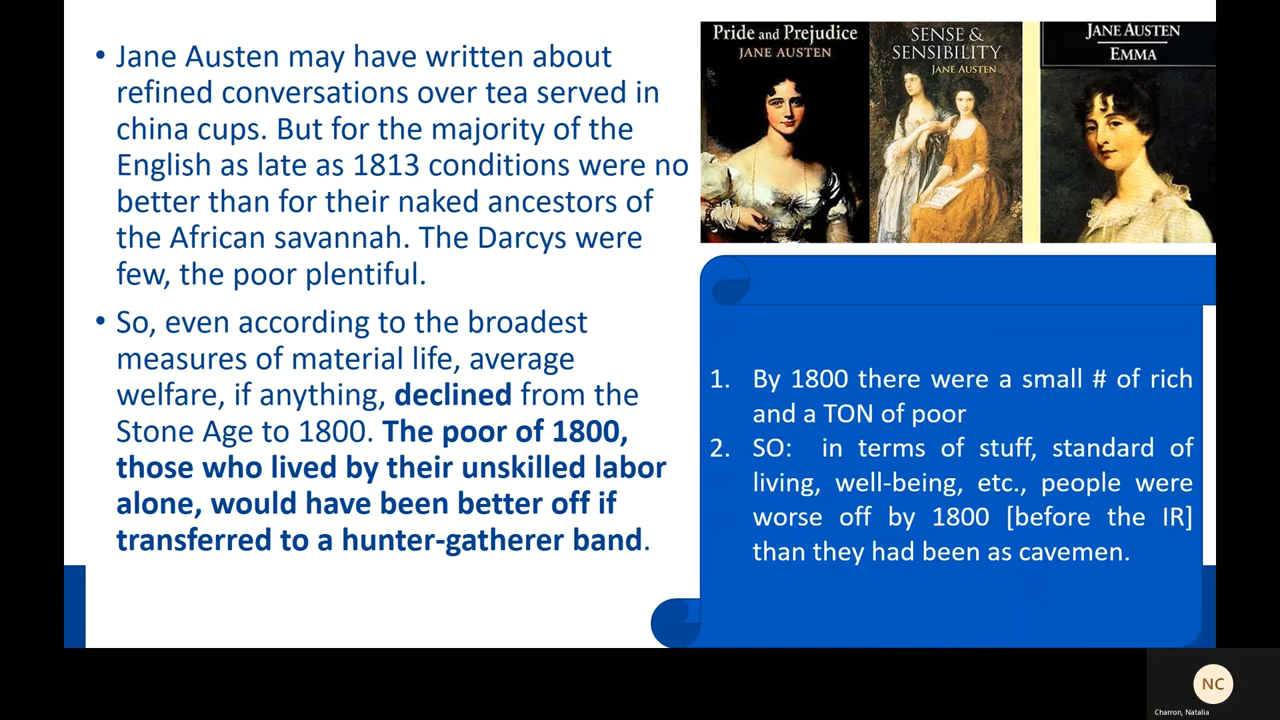 • Jane Austen may have written about
refined conversations over tea served in
china cups. But for the majority of the
English as late as 1813 conditions were no
better than for their naked ancestors of
the African savannah. The Darcys were
few, the poor plentiful.
• So, even according to the broadest
measures of material life, average
welfare, if anything, declined from the
Stone Age to 1800. The poor of 1800,
those who lived by their unskilled labor
alone, would have been better off if
transferred to a hunter-gatherer band.
Pride and Prejudice
JANE AUSTEN
SENSE &
SENSIBILITY
JANE AUSTEN
JANE AUSTEN
EMMA
1. By 1800 there were a small # of rich
and a TON of poor
2. SO: in terms of stuff, standard of
living, well-being, etc., people were
worse off by 1800 [before the IR]
than they had been as cavemen.
NC
Charron, Natalia